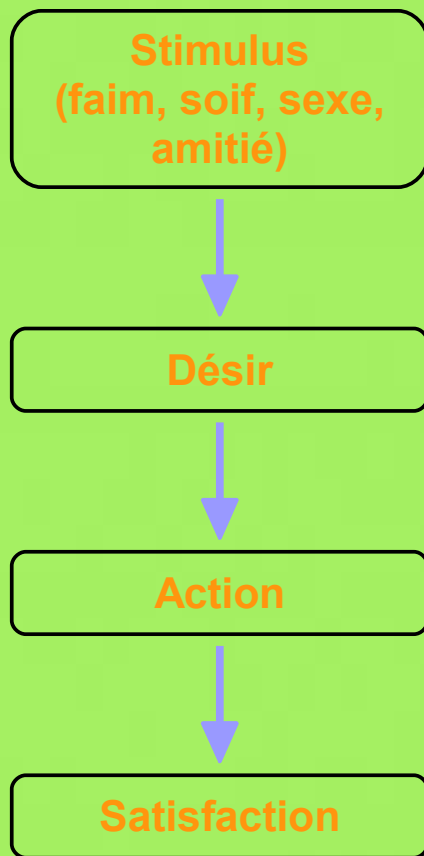 Stimulus
(faim, soif, sexe,
amitié)
Désir
Action
Satisfaction